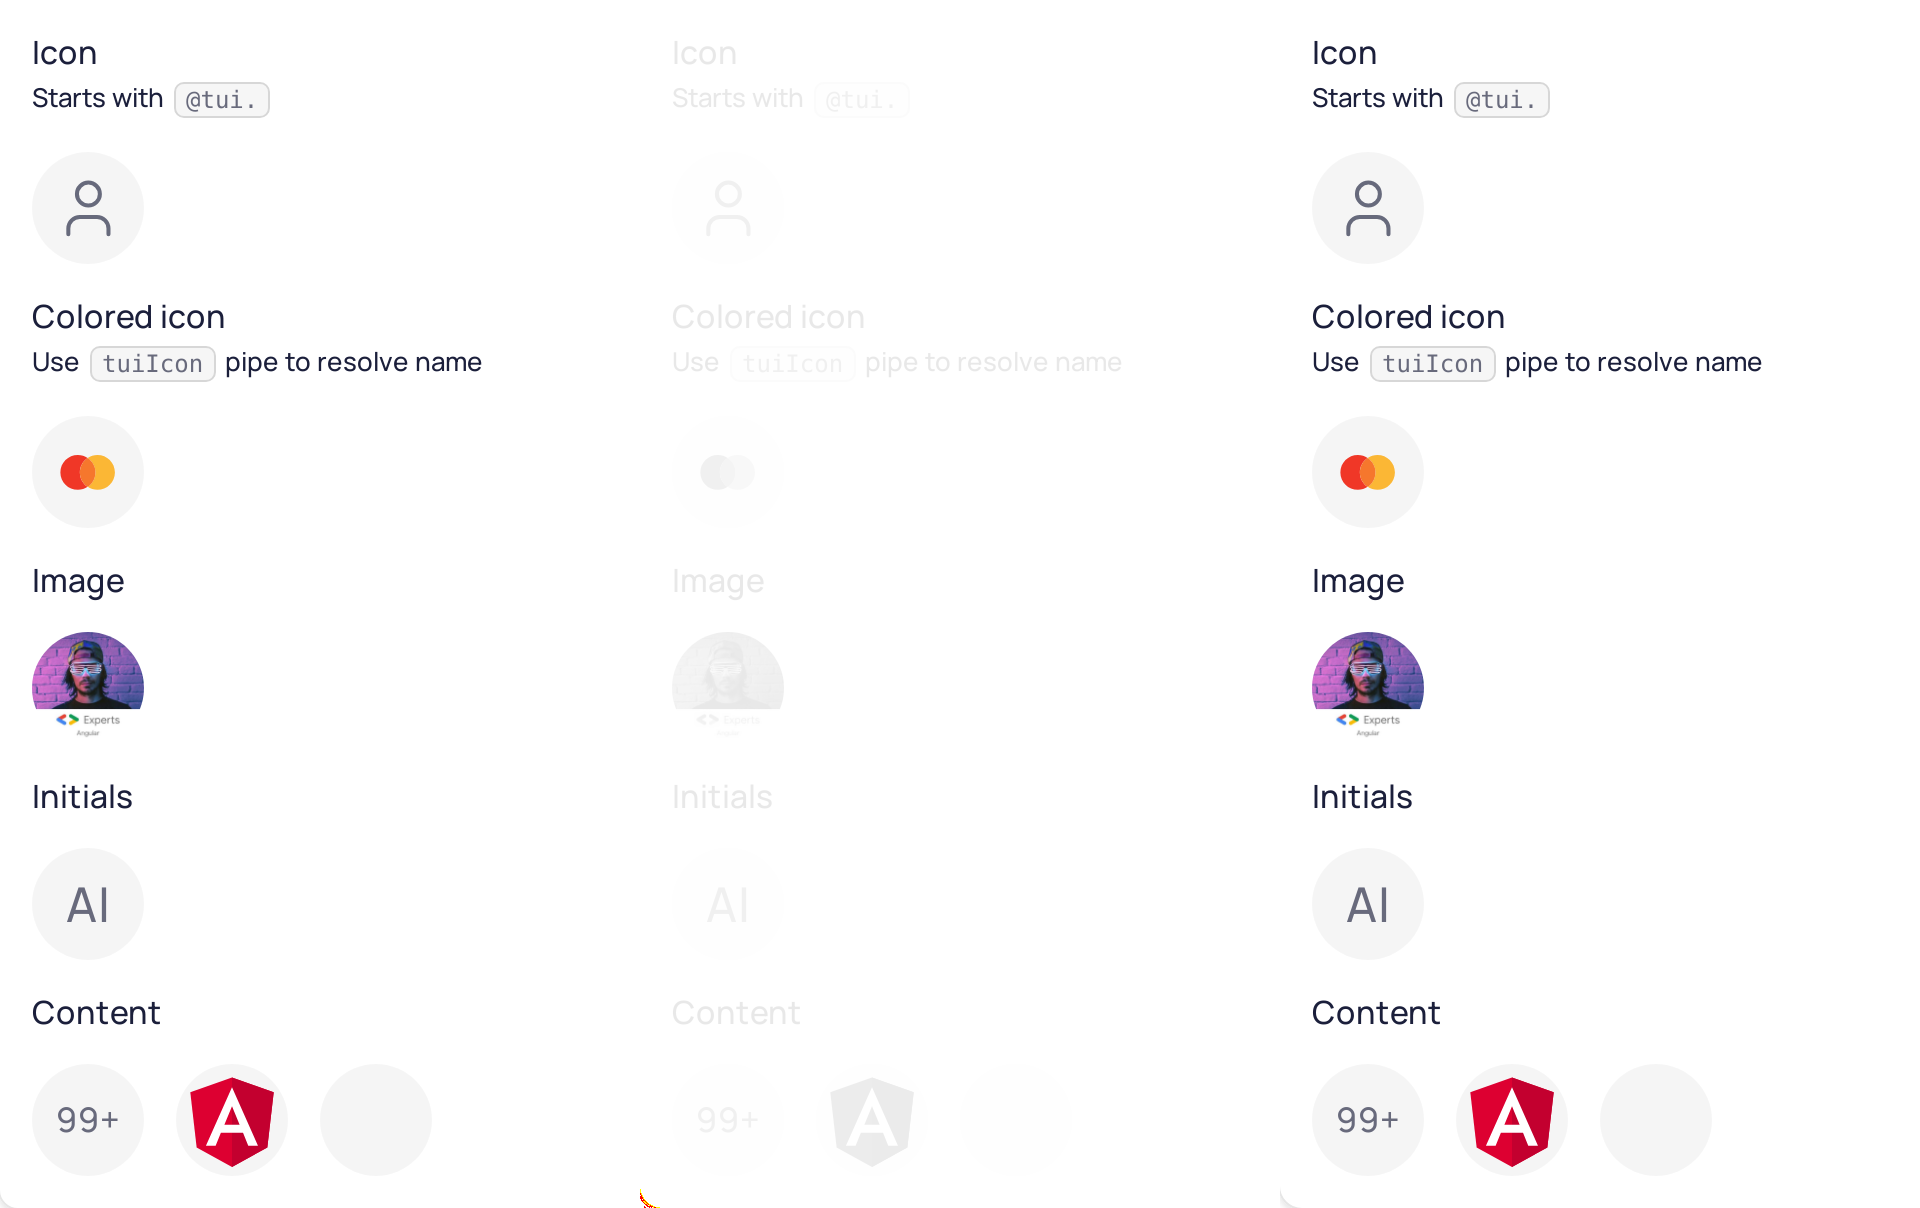 Icon
Starts with @tui.
Colored icon
Use tuiIcon pipe to resolve name
Image
Experts
Angular
Initials
AI
Content
99+
A
Icon
Starts with @tui.
Colored icon
Use tuiIcon pipe to resolve name
Image
Experts
Initials
AI
Content
99+
A
Icon
Starts with @tui.
Colored icon
Use tuiIcon pipe to resolve name
Image
Experts
Angular
Initials
AI
Content
99+
A